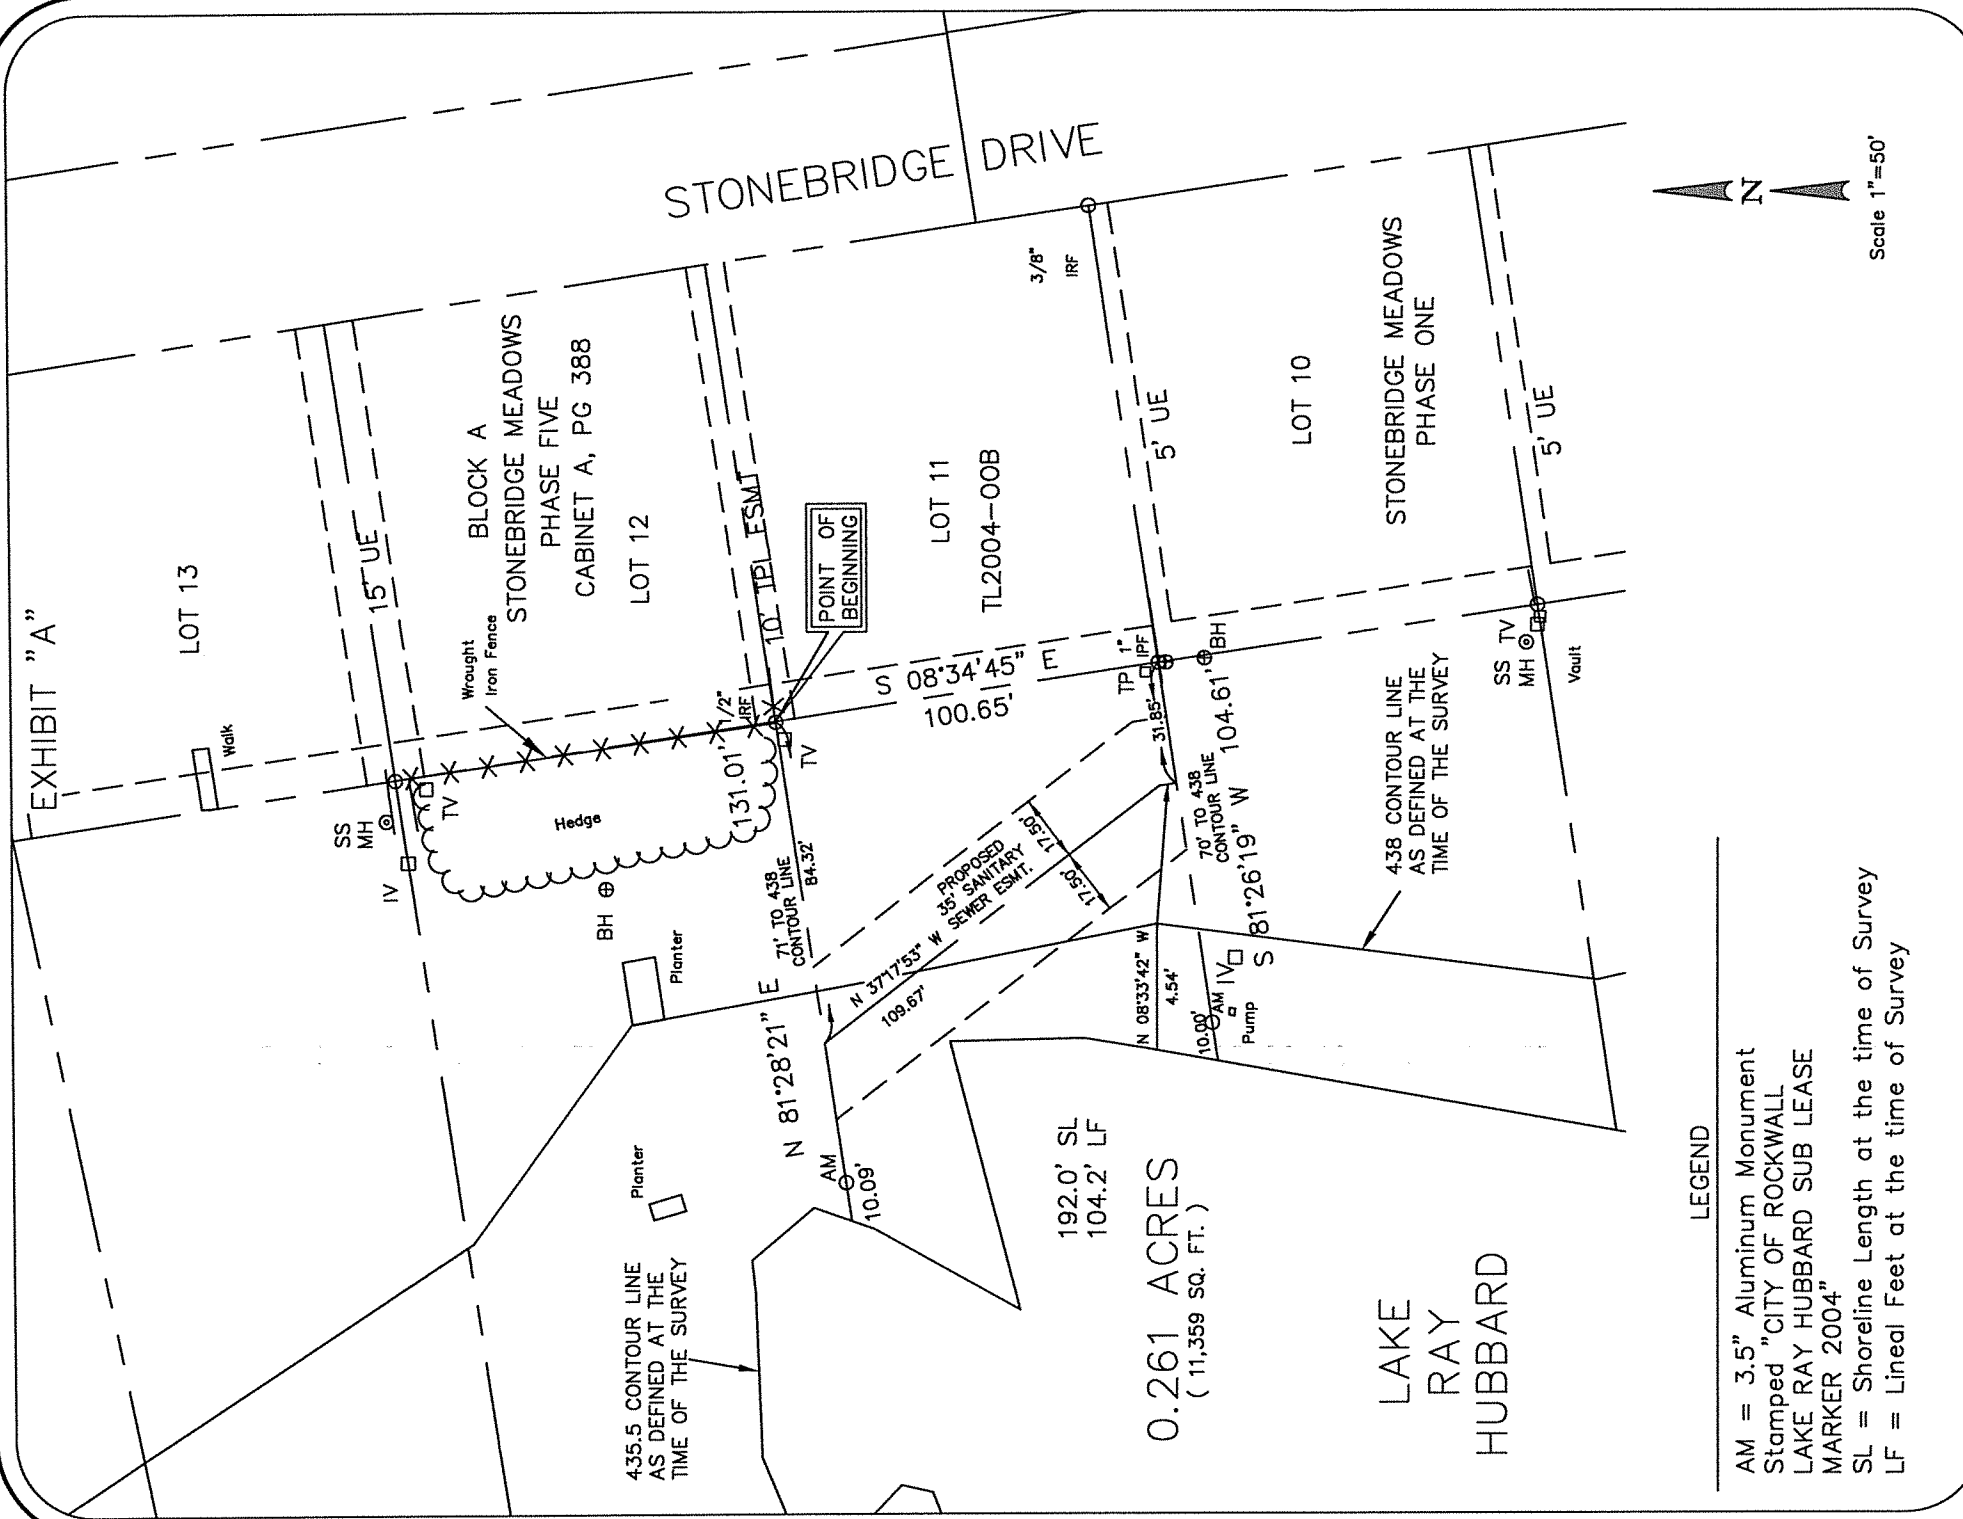 EXHIBIT "A"
LOT 13
Walk
15' UE
BLOCK A
STONEBRIDGE MEADOWS
PHASE FIVE
CABINET A, PG 388
LOT 12
Wrought
Iron Fence
SS
MH
IV
TV
Hedge
BH
131.01'
1/2"
IRF
TV
10' TPL ESMT
POINT OF
BEGINNING
STONEBRIDGE DRIVE
LOT 11
TL2004-00B
S 08°34'45" E
100.65'
3/8"
IRF
5' UE
LOT 10
STONEBRIDGE MEADOWS
PHASE ONE
5' UE
TP
1"
IPF
BH
31.85'
104.61'
70' TO 438
CONTOUR LINE
S 81°26'19" W
SS
MH
TV
Vault
438 CONTOUR LINE
AS DEFINED AT THE
TIME OF THE SURVEY
71' TO 438
CONTOUR LINE
84.32'
PROPOSED
35' SANITARY
SEWER ESMT.
17.50'
17.50'
N 37°17'53" W
109.67'
N 08°33'42" W
4.54'
10.00'
AM
IV
Pump
Planter
Planter
N 81°28'21" E
AM
10.09'
435.5 CONTOUR LINE
AS DEFINED AT THE
TIME OF THE SURVEY
192.0' SL
104.2' LF
0.261 ACRES
( 11,359 SQ. FT. )
LAKE
RAY
HUBBARD
N
Scale 1"=50'
LEGEND
AM = 3.5" Aluminum Monument
Stamped "CITY OF ROCKWALL
LAKE RAY HUBBARD SUB LEASE
MARKER 2004"
SL = Shoreline Length at the time of Survey
LF = Lineal Feet at the time of Survey